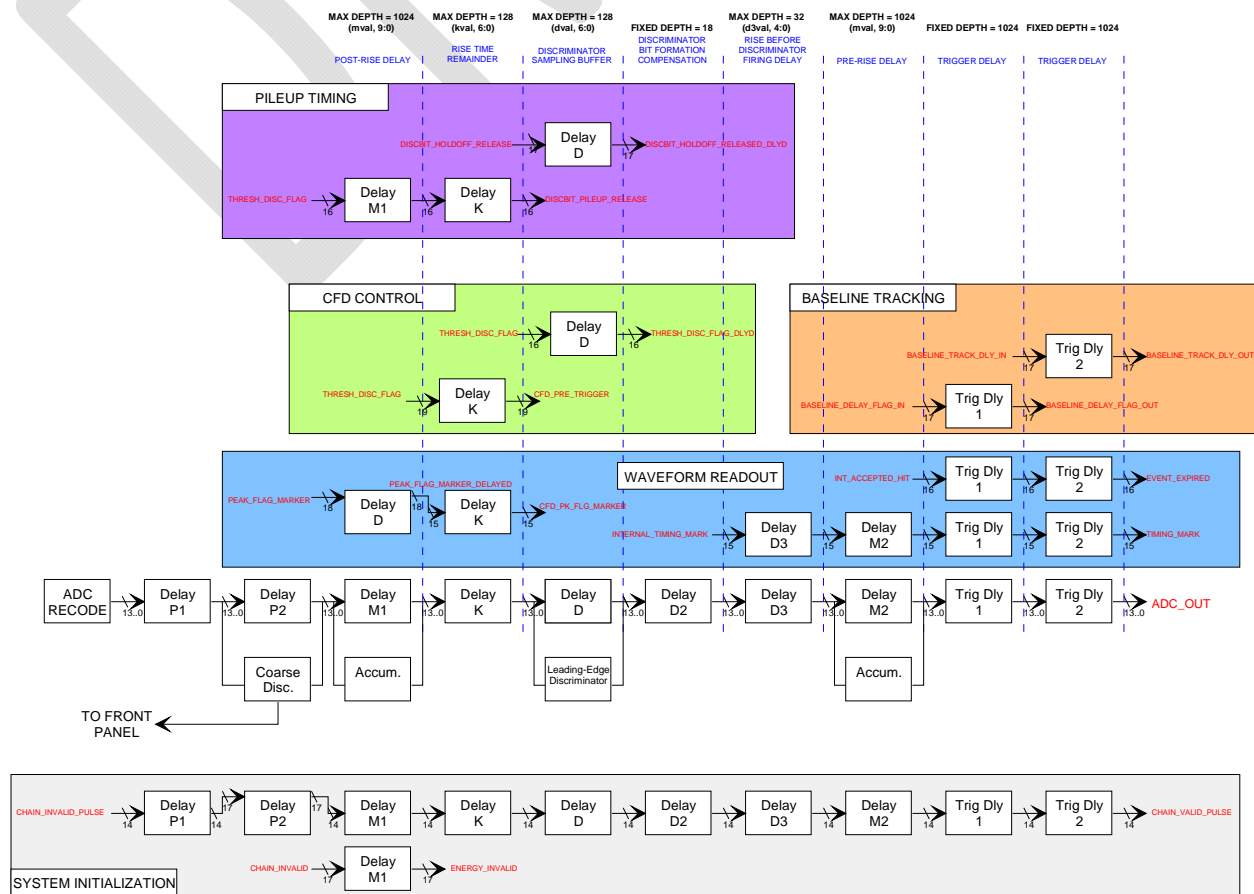 MAX DEPTH = 1024
(mval, 9:0)
MAX DEPTH = 128
(kval, 6:0)
MAX DEPTH = 128
(dval, 6:0)
FIXED DEPTH = 18
MAX DEPTH = 32
(d3val, 4:0)
MAX DEPTH = 1024
(mval, 9:0)
FIXED DEPTH = 1024
FIXED DEPTH = 1024
POST-RISE DELAY
RISE TIME
REMAINDER
DISCRIMINATOR
SAMPLING BUFFER
DISCRIMINATOR
BIT FORMATION
COMPENSATION
RISE BEFORE
DISCRIMINATOR
FIRING DELAY
PRE-RISE DELAY
TRIGGER DELAY
TRIGGER DELAY
PILEUP TIMING
DISCBIT_HOLDOFF_RELEASE
17
Delay
D
17
DISCBIT_HOLDOFF_RELEASED_DLYD
THRESH_DISC_FLAG
16
Delay
M1
16
Delay
K
16
DISCBIT_PILEUP_RELEASE
CFD CONTROL
THRESH_DISC_FLAG
16
Delay
D
16
THRESH_DISC_FLAG_DLYD
THRESH_DISC_FLAG
19
Delay
K
19
CFD_PRE_TRIGGER
BASELINE TRACKING
BASELINE_TRACK_DLY_IN
17
Trig Dly
2
17
BASELINE_TRACK_DLY_OUT
BASELINE_DELAY_FLAG_IN
17
Trig Dly
1
17
BASELINE_DELAY_FLAG_OUT
WAVEFORM READOUT
PEAK_FLAG_MARKER
18
Delay
D
18
PEAK_FLAG_MARKER_DELAYED
15
Delay
K
15
CFD_PK_FLG_MARKER
INT_ACCEPTED_HIT
16
Trig Dly
1
16
Trig Dly
2
16
EVENT_EXPIRED
INTERNAL_TIMING_MARK
15
Delay
D3
15
Delay
M2
15
Trig Dly
1
15
Trig Dly
2
15
TIMING_MARK
ADC
RECODE
13..0
Delay
P1
13..0
Delay
P2
13..0
Delay
M1
13..0
Delay
K
13..0
Delay
D
13..0
Delay
D2
13..0
Delay
D3
13..0
Delay
M2
13..0
Trig Dly
1
13..0
Trig Dly
2
13..0
ADC_OUT
Coarse
Disc.
Accum.
Leading-Edge
Discriminator
Accum.
TO FRONT
PANEL
CHAIN_INVALID_PULSE
14
Delay
P1
14
17
Delay
P2
17
14
Delay
M1
14
Delay
K
14
Delay
D
14
Delay
D2
14
Delay
D3
14
Delay
M2
14
Trig Dly
1
14
Trig Dly
2
14
CHAIN_VALID_PULSE
CHAIN_INVALID
17
Delay
M1
17
ENERGY_INVALID
SYSTEM INITIALIZATION